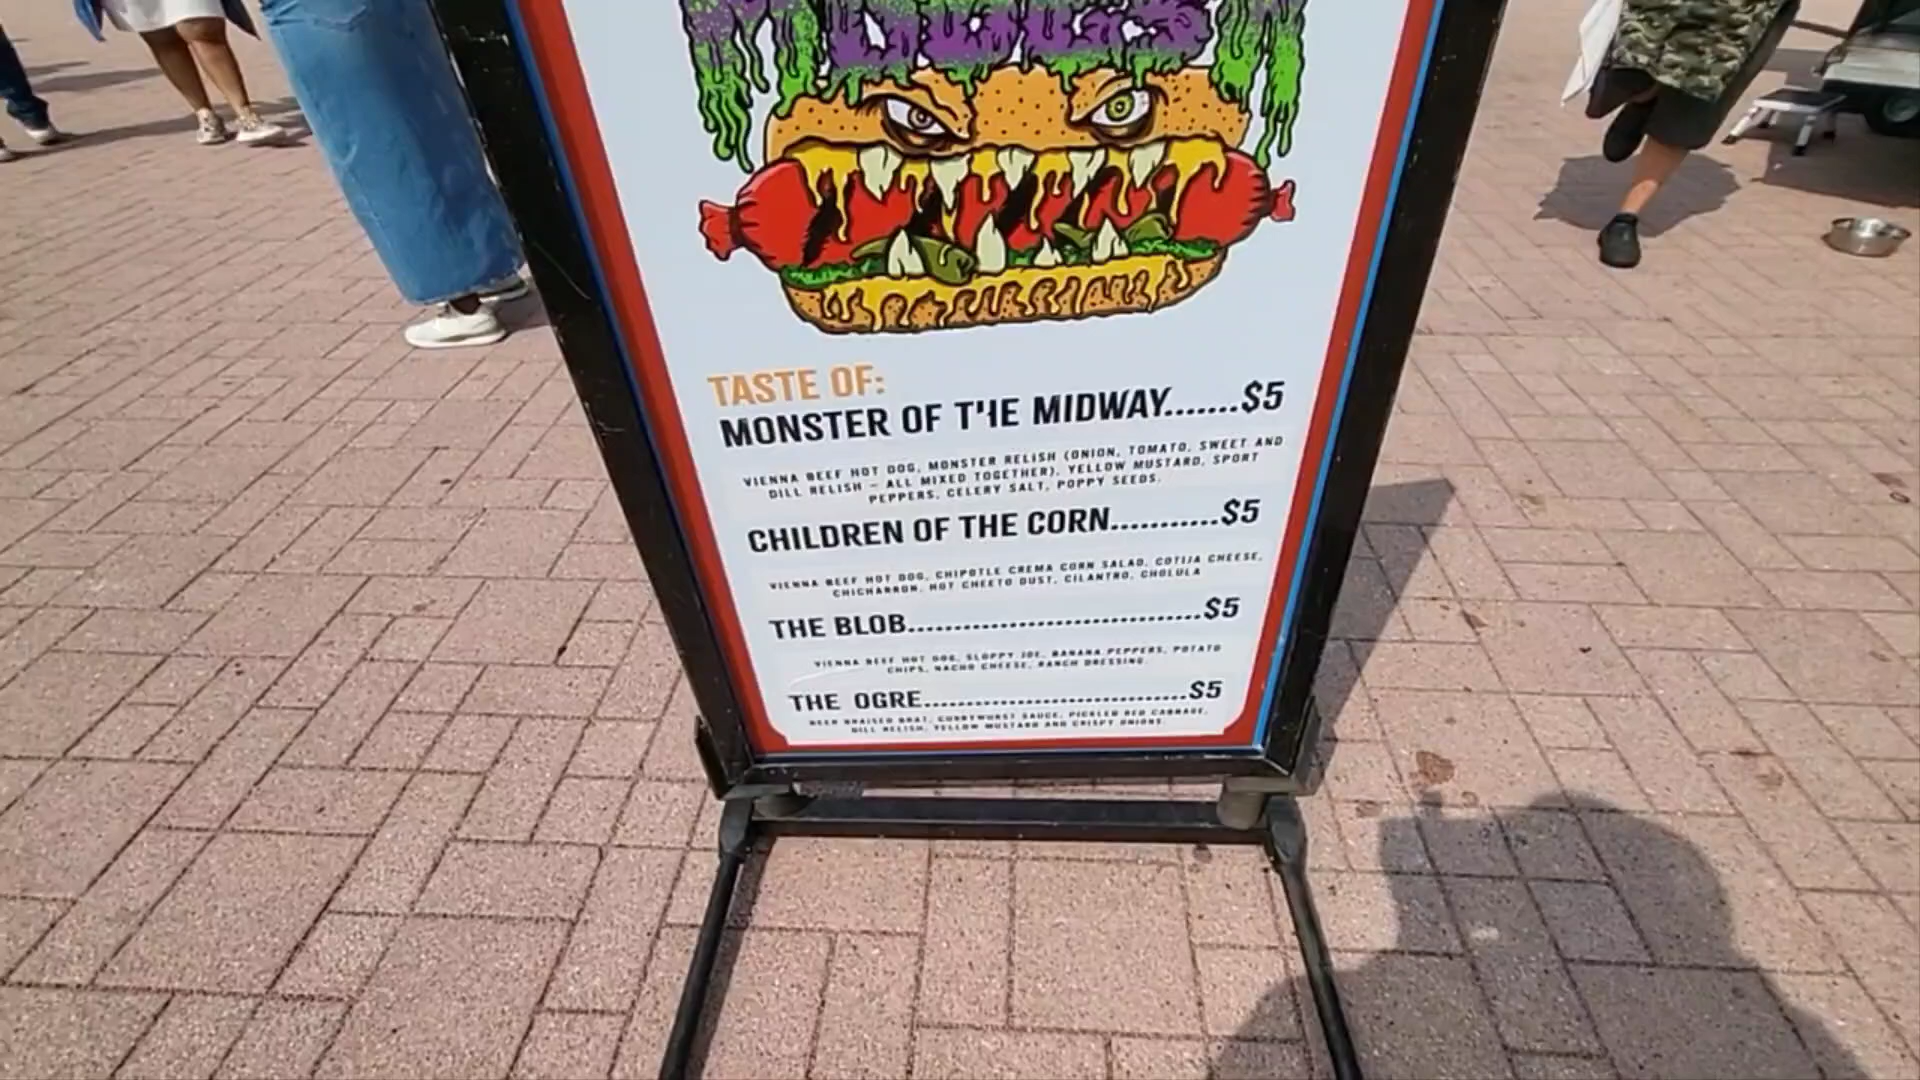 TASTE OF:
MONSTER OF THE MIDWAY.......$5
VIENNA BEEF HOT DOG, MONSTER RELISH (ONION, TOMATO, SWEET AND
DILL RELISH – ALL MIXED TOGETHER), YELLOW MUSTARD, SPORT
PEPPERS, CELERY SALT, POPPY SEEDS.
CHILDREN OF THE CORN...........$5
VIENNA BEEF HOT DOG, CHIPOTLE CREMA CORN SALAD, COTIJA CHEESE,
CHICHARRON, HOT CHEETO DUST, CILANTRO, CHOLULA
THE BLOB..............................$5
VIENNA BEEF HOT DOG, SLOPPY JOE, BANANA PEPPERS, POTATO
CHIPS, NACHO CHEESE, RANCH DRESSING.
THE OGRE...........................$5
BEER BRAISED BRAT, CURRYWURST SAUCE, PICKLED RED CABBAGE,
DILL RELISH, YELLOW MUSTARD AND CRISPY ONIONS.